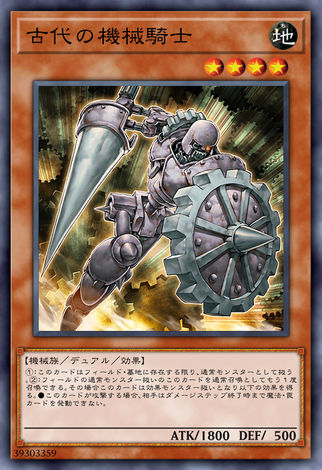 古代の機械騎士
地
【機械族/デュアル/効果】
①:このカードはフィールド・墓地に存在する限り、通常モンスターとして扱う。
②:フィールドの通常モンスター扱いのこのカードを通常召喚としてもう1度
召喚できる。その場合このカードは効果モンスター扱いとなり以下の効果を得
る。●このカードが攻撃する場合、相手はダメージステップ終了時まで魔法・罠
カードを発動できない。
ATK/1800 DEF/ 500
39303359